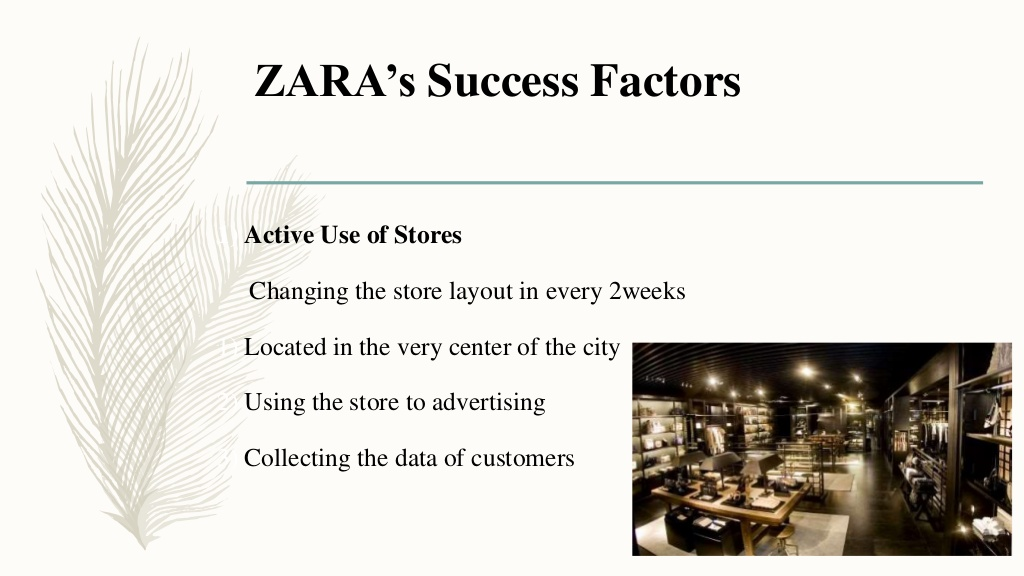 ZARA's Success Factors
Active Use of Stores
Changing the store layout in every 2weeks
Located in the very center of the city
Using the store to advertising
Collecting the data of customers